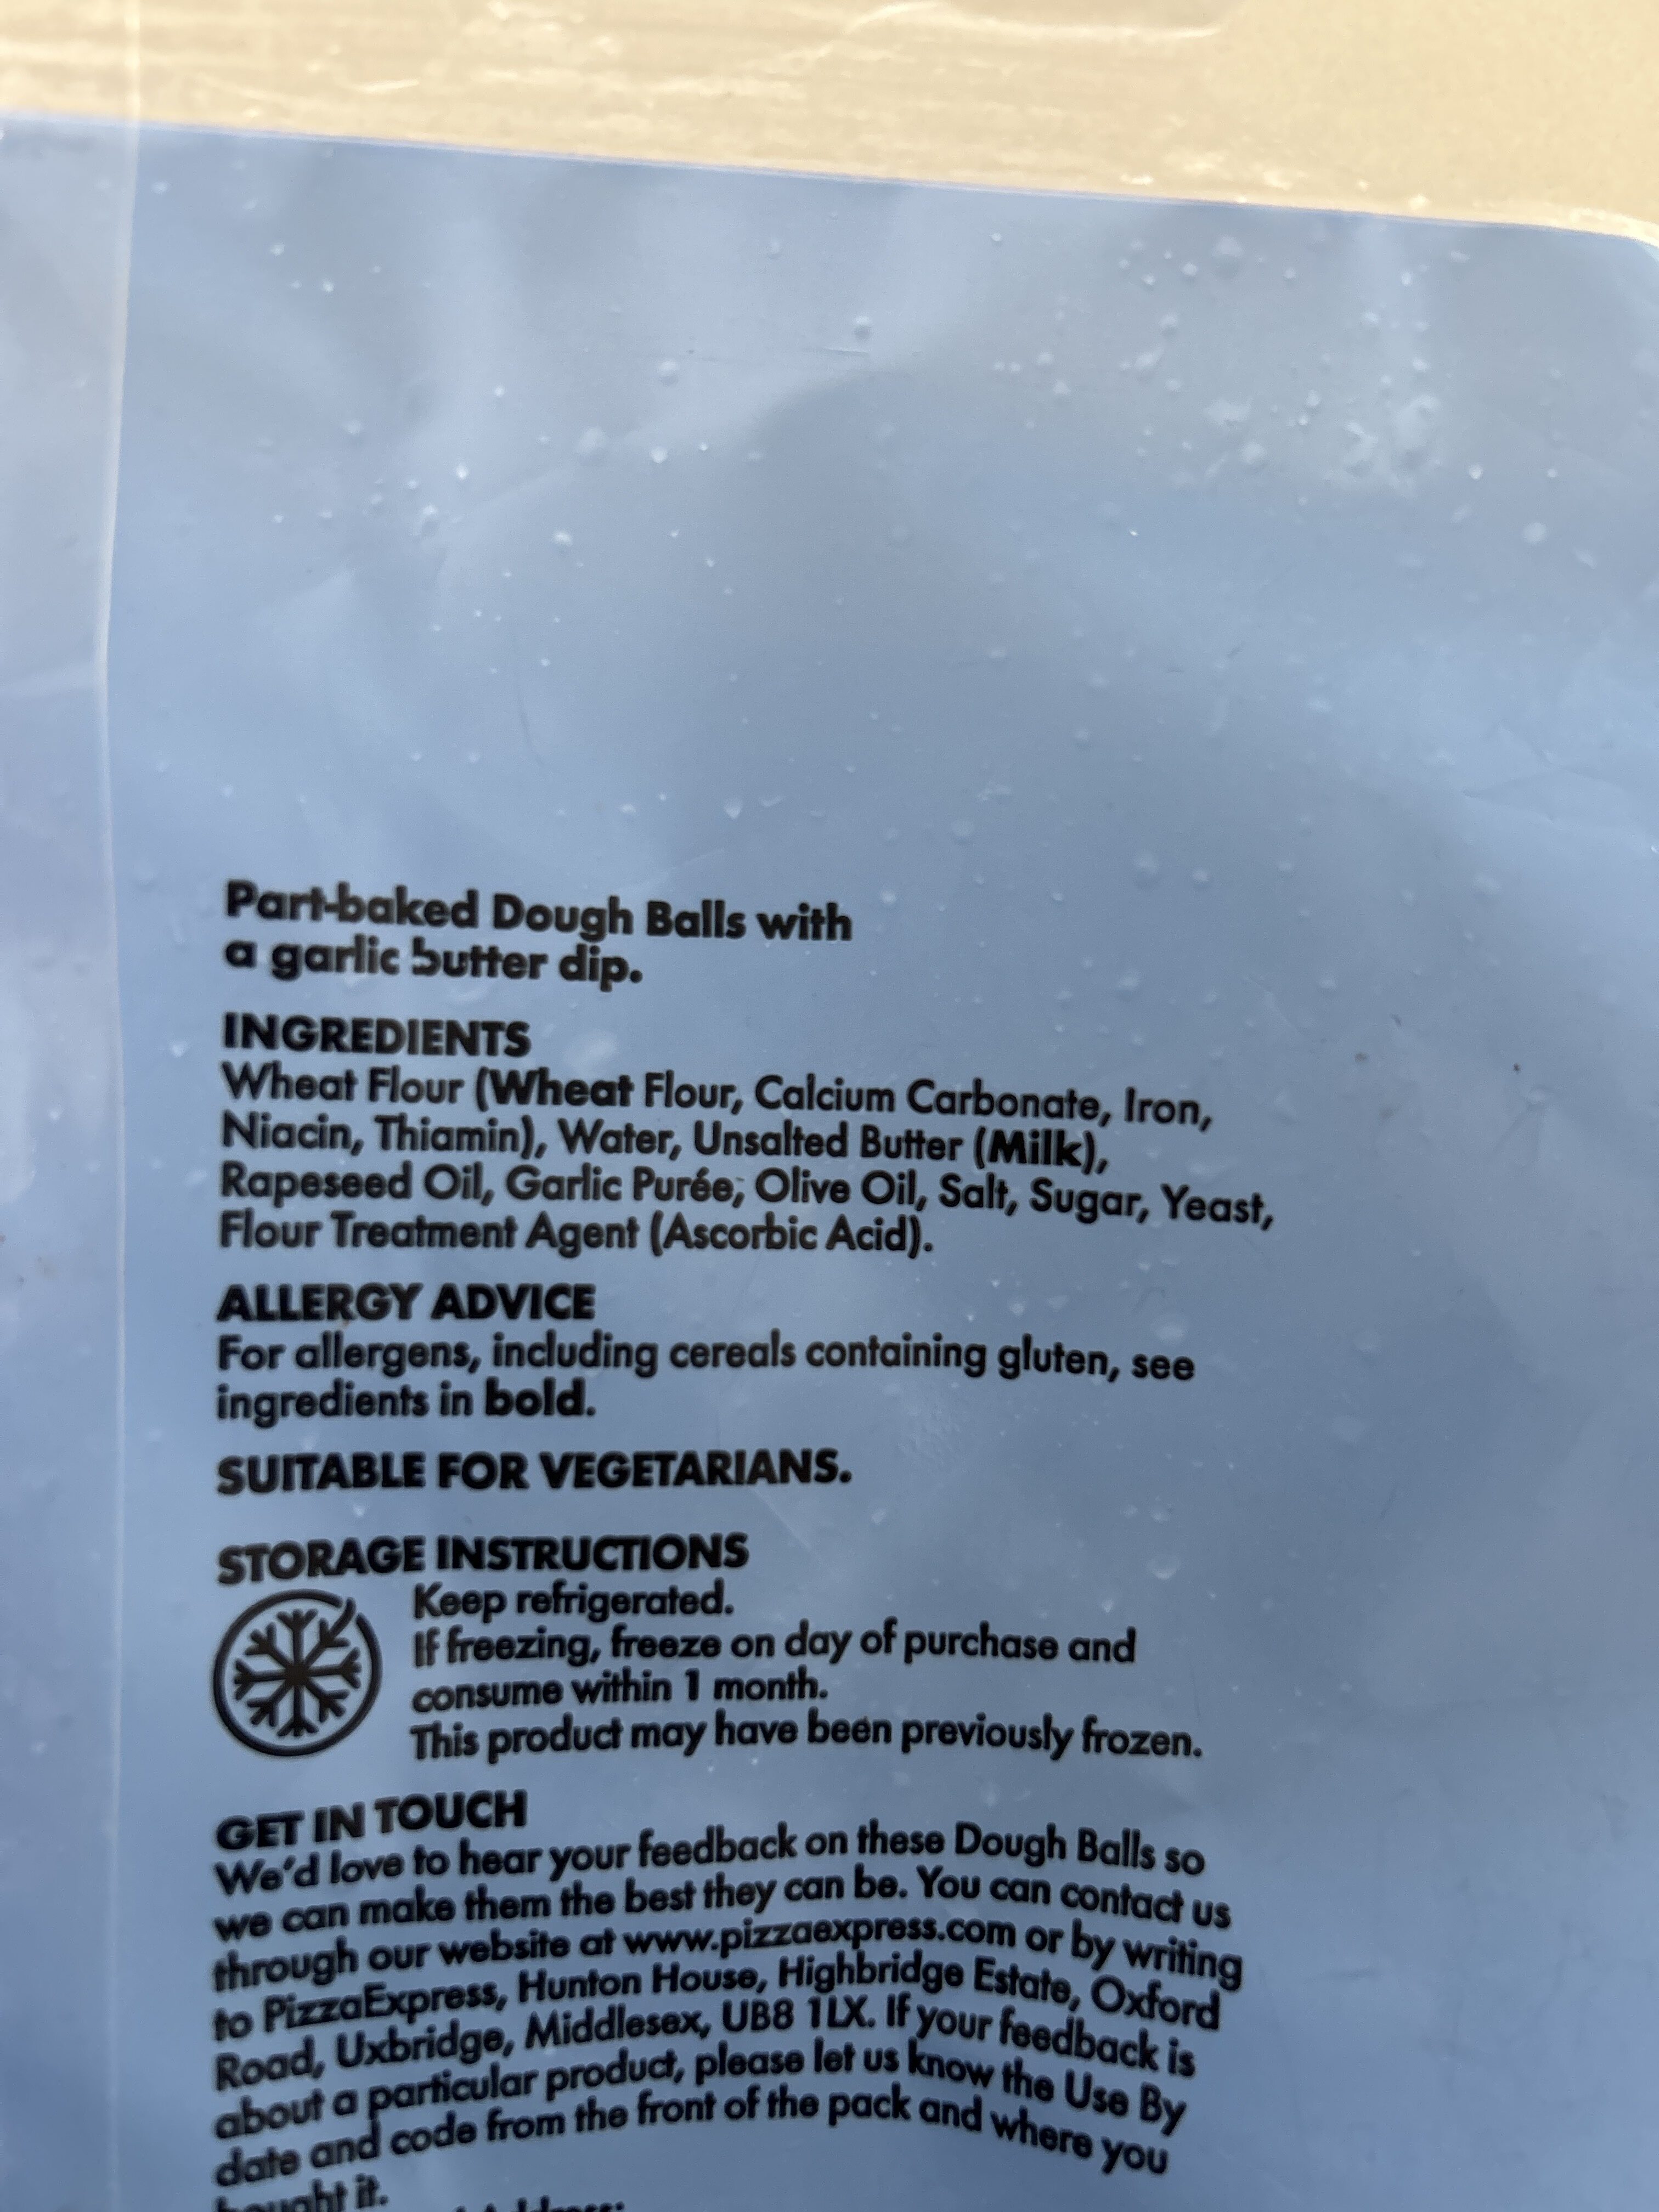 Part-baked Dough Balls with
a garlic butter dip.
INGREDIENTS
Wheat Flour (Wheat Flour, Calcium Carbonate, Iron,
Niacin, Thiamin), Water, Unsalted Butter (Milk),
Rapeseed Oil, Garlic Purée, Olive Oil, Salt, Sugar, Yeast,
Flour Treatment Agent (Ascorbic Acid).
ALLERGY ADVICE
For allergens, including cereals containing gluten, see
ingredients in bold.
SUITABLE FOR VEGETARIANS.
STORAGE INSTRUCTIONS
Keep refrigerated.
If freezing, freeze on day of purchase and
consume within 1 month.
This product may have been previously frozen.
GET IN TOUCH
We'd love to hear your feedback on these Dough Balls so
we can make them the best they can be. You can contact us
through our website at www.pizzaexpress.com or by writing
to PizzaExpress, Hunton House, Highbridge Estate, Oxford
Road, Uxbridge, Middlesex, UB8 1LX. If your feedback is
about a particular product, please let us know the Use By
date and code from the front of the pack and where you
bought it.
Address: